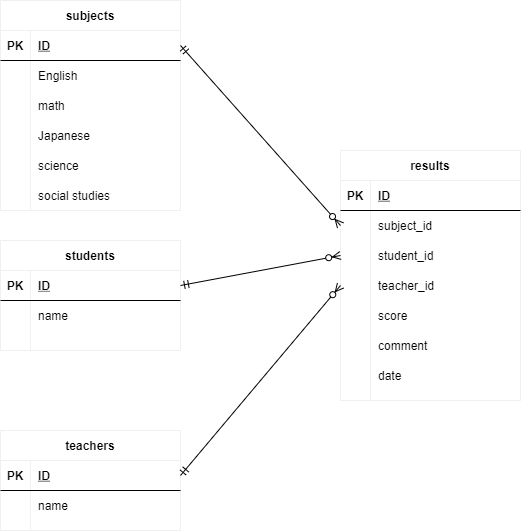 subjects
PK ID
English
math
Japanese
science
social studies
students
PK ID
name
teachers
PK ID
name
results
PK ID
subject_id
student_id
teacher_id
score
comment
date